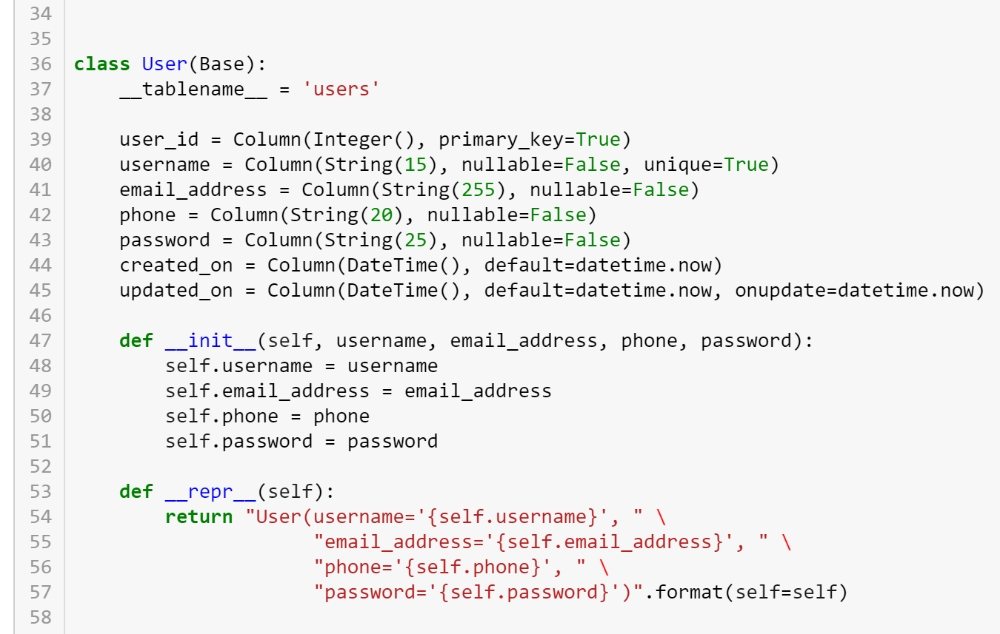 34
35
36 class User(Base):
37     __tablename__ = 'users'
38
39     user_id = Column(Integer(), primary_key=True)
40     username = Column(String(15), nullable=False, unique=True)
41     email_address = Column(String(255), nullable=False)
42     phone = Column(String(20), nullable=False)
43     password = Column(String(25), nullable=False)
44     created_on = Column(DateTime(), default=datetime.now)
45     updated_on = Column(DateTime(), default=datetime.now, onupdate=datetime.now)
46
47     def __init__(self, username, email_address, phone, password):
48         self.username = username
49         self.email_address = email_address
50         self.phone = phone
51         self.password = password
52
53     def __repr__(self):
54         return "User(username='{self.username}', " \
55                      "email_address='{self.email_address}', " \
56                      "phone='{self.phone}', " \
57                      "password='{self.password}')".format(self=self)
58